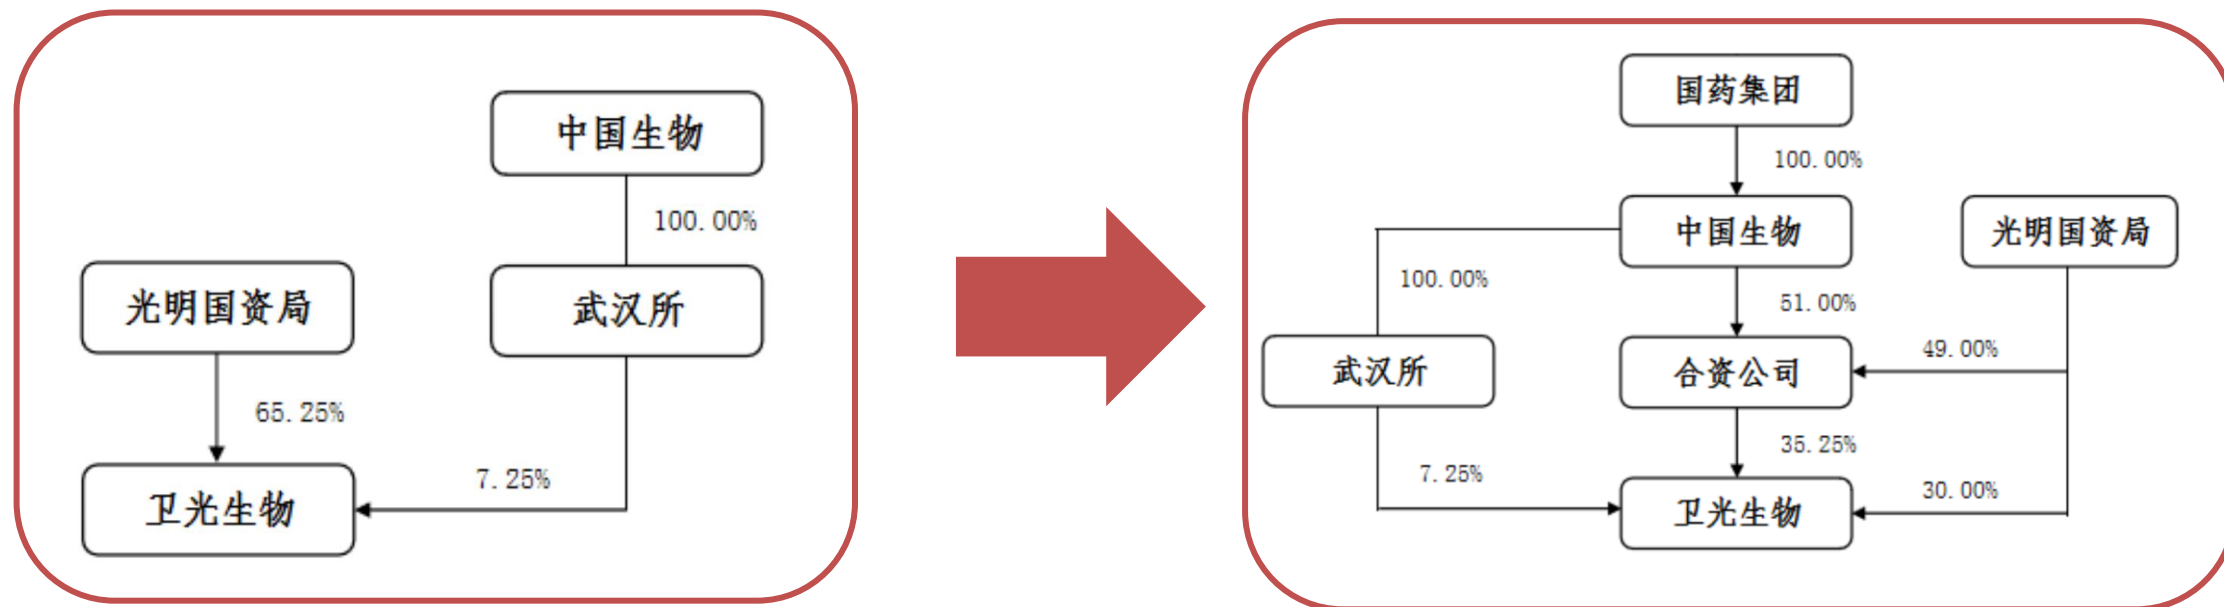 中国生物
100.00%
光明国资局
武汉所
65.25%
7.25%
卫光生物
国药集团
100.00%
中国生物
光明国资局
100.00%
51.00%
武汉所
合资公司
49.00%
35.25%
7.25%
30.00%
卫光生物